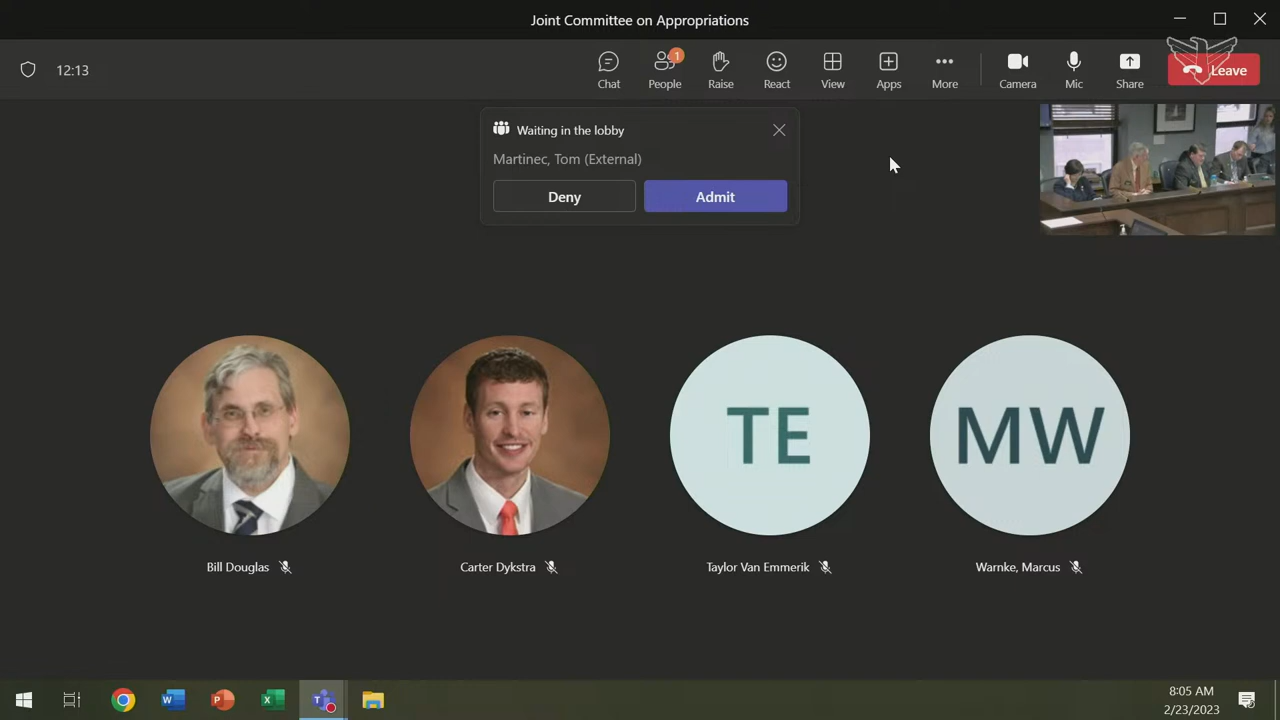 Joint Committee on Appropriations
12:13
Chat
People
1
Raise
React
View
Apps
More
Camera
Mic
Share
Leave
Waiting in the lobby
Martinec, Tom (External)
Deny
Admit
TE
MW
Bill Douglas
Carter Dykstra
Taylor Van Emmerik
Warnke, Marcus
8:05 AM
2/23/2023